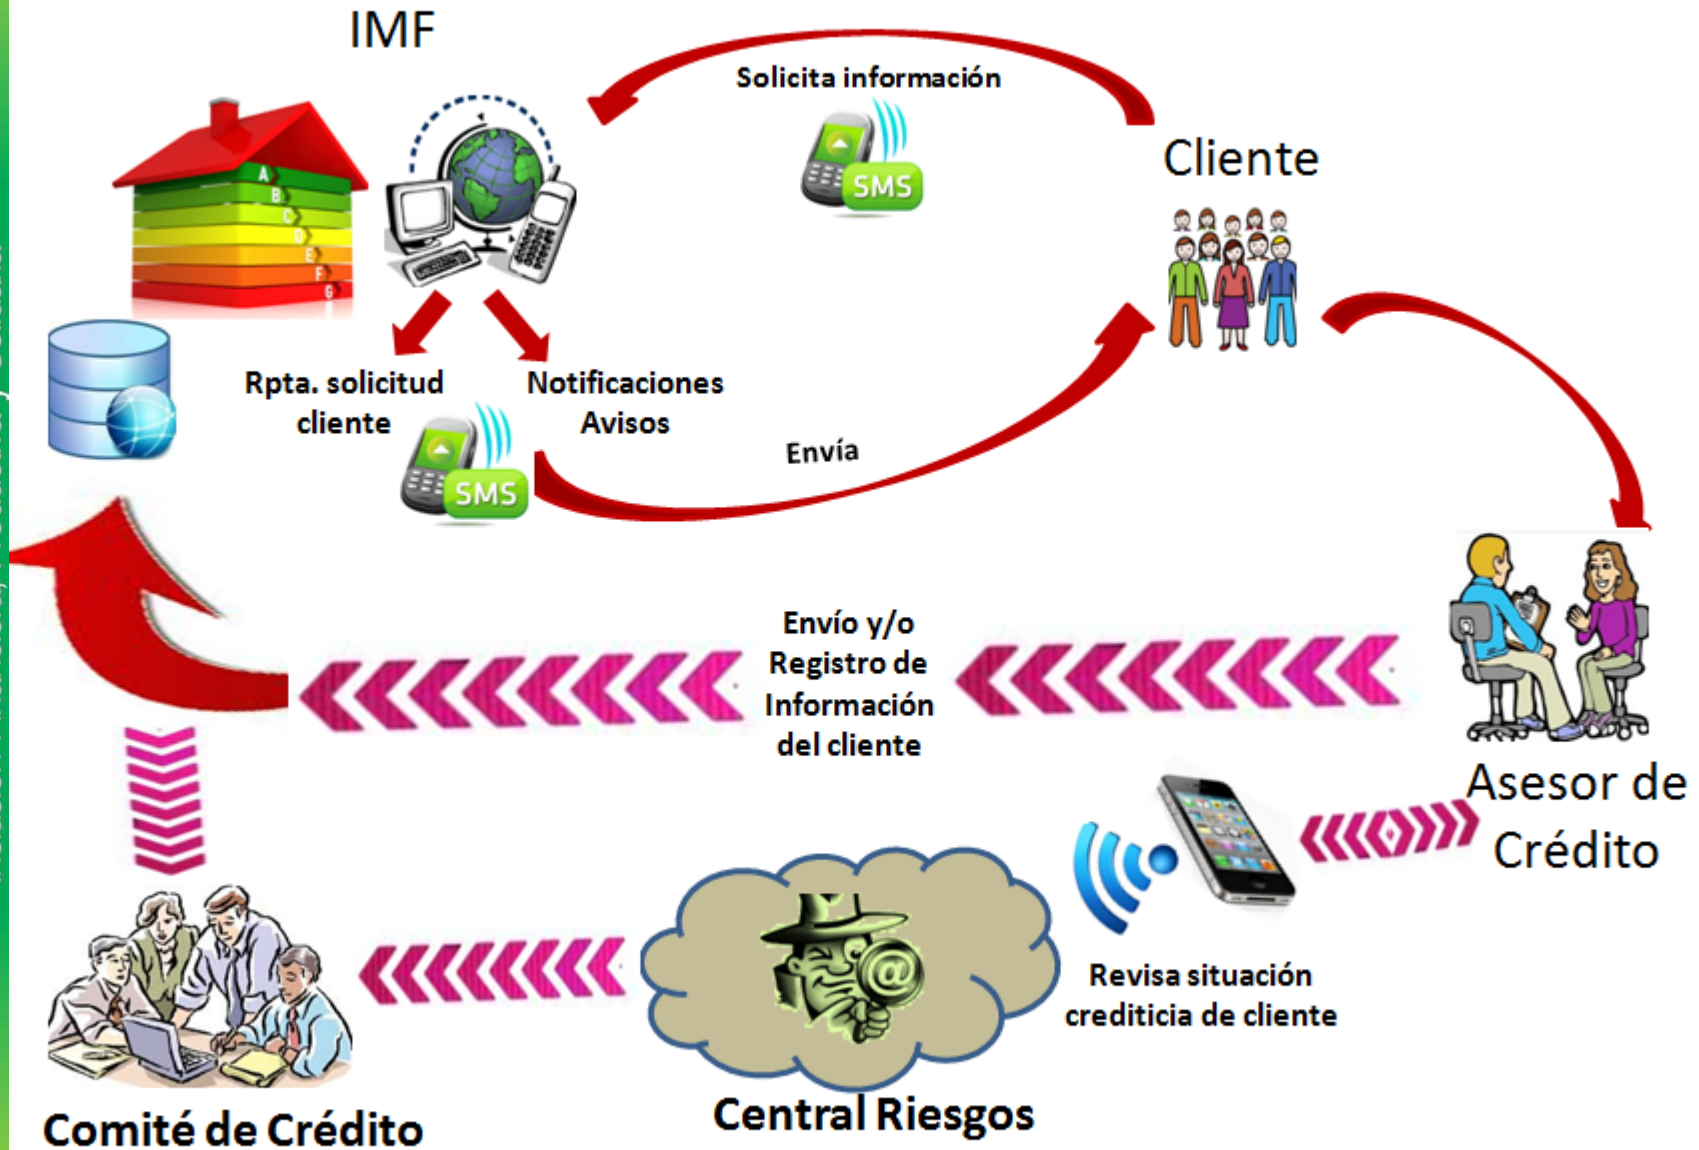 IMF
Solicita información
SMS
Cliente
A
B
C
D
E
F
G
Rpta. solicitud
cliente
Notificaciones
Avisos
SMS
Envía
Envío y/o
Registro de
Información
del cliente
Asesor de
Crédito
@
Revisa situación
crediticia de cliente
Central Riesgos
Comité de Crédito